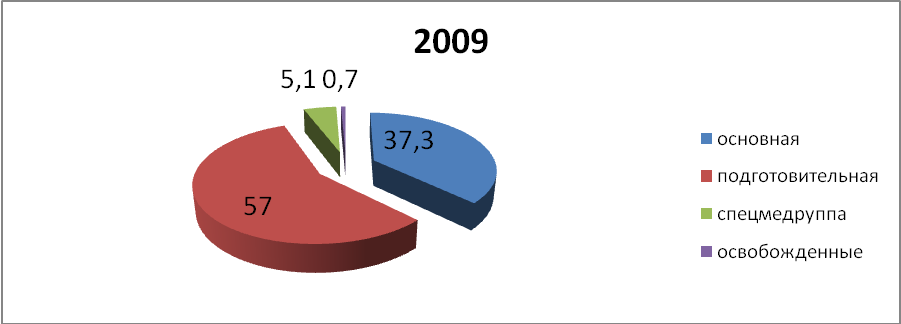 2009
5,1 0,7
37,3
57
основная
подготовительная
спецмедруппа
освобожденные